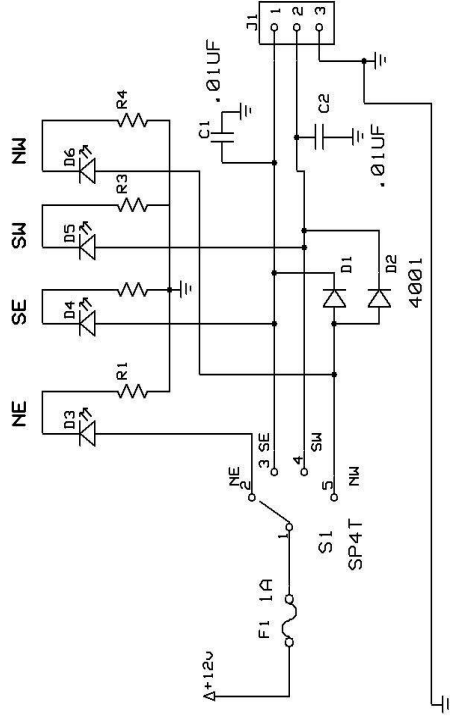 J1
1
2
3
.01UF
C1
C2
.01UF
NW
SW
SE
NE
R4
D6
R3
D5
D4
R1
D3
D1
D2
4001
NE
2
3 SE
4 SW
5 NW
1
S1
SP4T
F1 1A
+12v